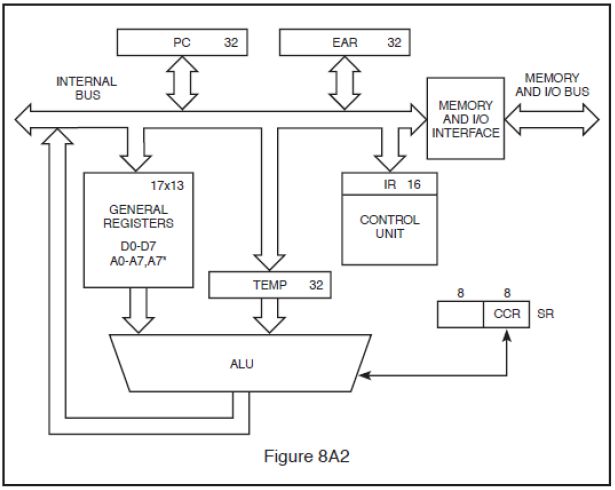 PC 32
EAR 32
INTERNAL
BUS
MEMORY
AND I/O
INTERFACE
MEMORY
AND I/O BUS
17x13
GENERAL
REGISTERS
D0-D7
A0-A7,A7'
IR 16
CONTROL
UNIT
TEMP 32
8 8
CCR SR
ALU
Figure 8A2